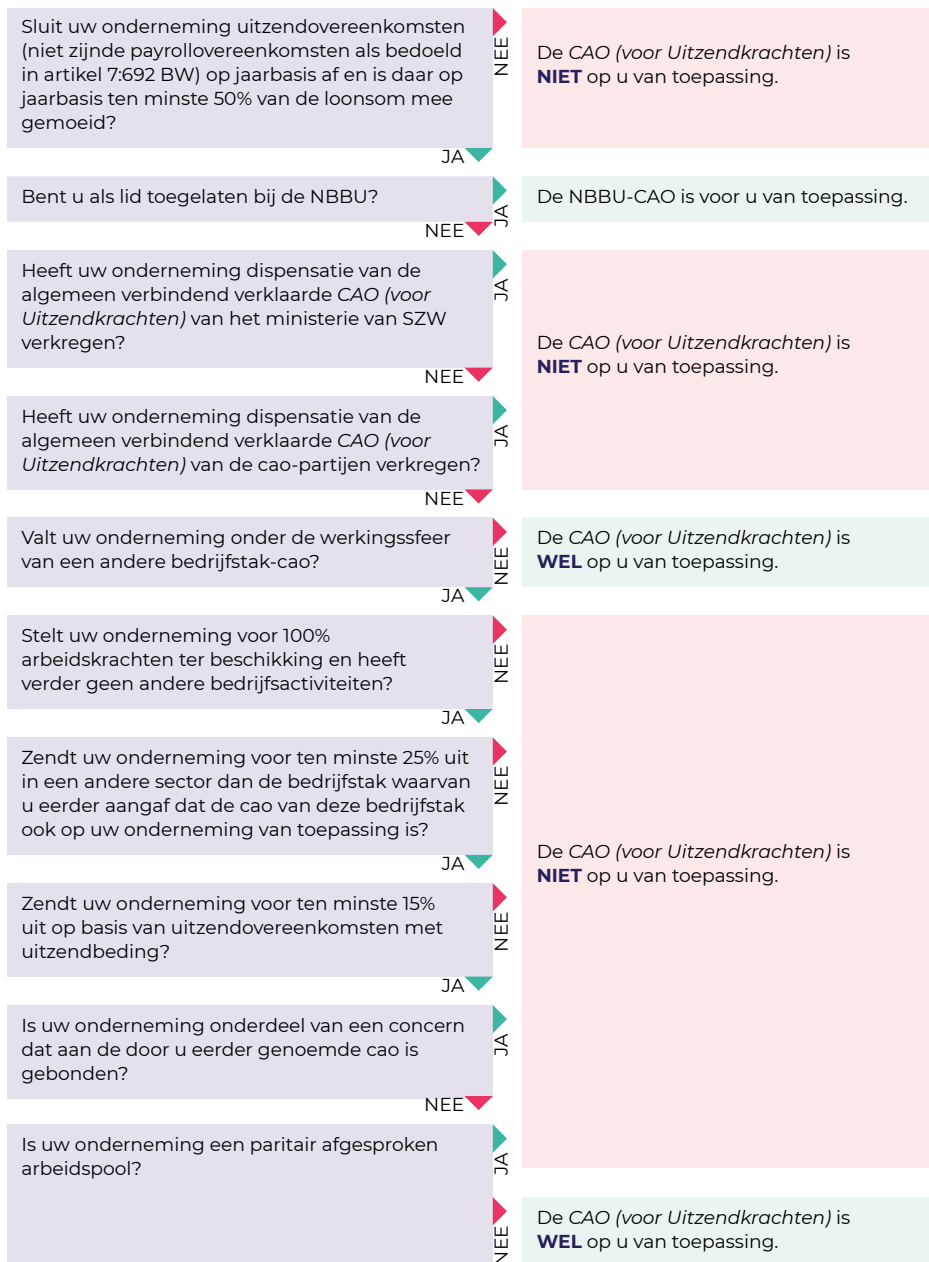 Sluit uw onderneming uitzendovereenkomsten
(niet zijnde payrollovereenkomsten als bedoeld
in artikel 7:692 BW) op jaarbasis af en is daar op
jaarbasis ten minste 50% van de loonsom mee
gemoeid?
NEE
De CAO (voor Uitzendkrachten) is
NIET op u van toepassing.
JA
Bent u als lid toegelaten bij de NBBU?
JA
De NBBU-CAO is voor u van toepassing.
NEE
Heeft uw onderneming dispensatie van de
algemeen verbindend verklaarde CAO (voor
Uitzendkrachten) van het ministerie van SZW
verkregen?
JA
De CAO (voor Uitzendkrachten) is
NIET op u van toepassing.
NEE
Heeft uw onderneming dispensatie van de
algemeen verbindend verklaarde CAO (voor
Uitzendkrachten) van de cao-partijen verkregen?
JA
NEE
Valt uw onderneming onder de werkingssfeer
van een andere bedrijfstak-cao?
NEE
De CAO (voor Uitzendkrachten) is
WEL op u van toepassing.
JA
Stelt uw onderneming voor 100%
arbeidskrachten ter beschikking en heeft
verder geen andere bedrijfsactiviteiten?
NEE
JA
Zendt uw onderneming voor ten minste 25% uit
in een andere sector dan de bedrijfstak waarvan
u eerder aangaf dat de cao van deze bedrijfstak
ook op uw onderneming van toepassing is?
NEE
De CAO (voor Uitzendkrachten) is
NIET op u van toepassing.
JA
Zendt uw onderneming voor ten minste 15%
uit op basis van uitzendovereenkomsten met
uitzendbeding?
NEE
JA
Is uw onderneming onderdeel van een concern
dat aan de door u eerder genoemde cao is
gebonden?
JA
NEE
Is uw onderneming een paritair afgesproken
arbeidspool?
JA
NEE
De CAO (voor Uitzendkrachten) is
WEL op u van toepassing.